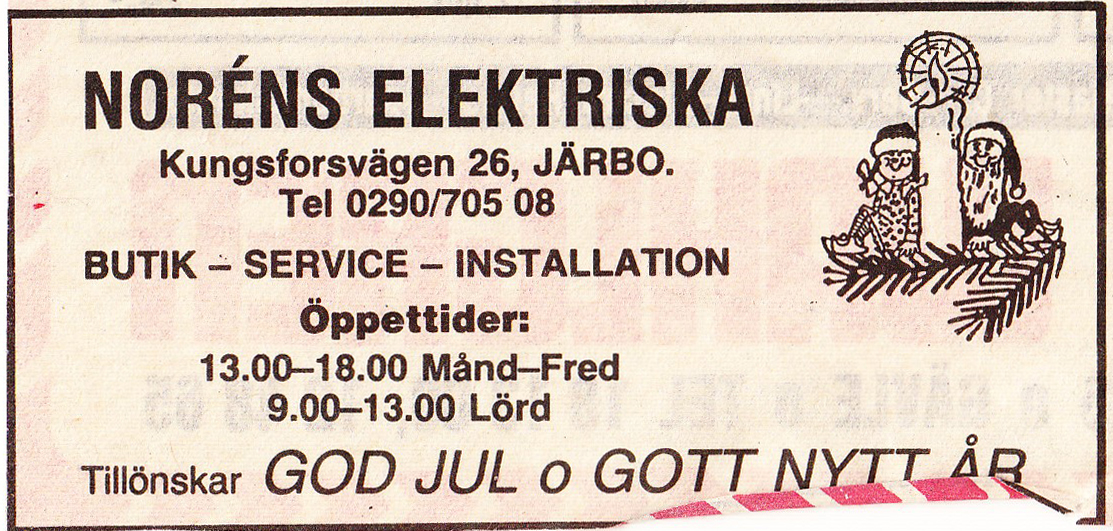 NORÉNS ELEKTRISKA
Kungsforsvägen 26, JÄRBO.
Tel 0290/705 08
BUTIK – SERVICE – INSTALLATION
Öppettider:
13.00–18.00 Månd–Fred
9.00–13.00 Lörd
Tillönskar GOD JUL o GOTT NYTT ÅR